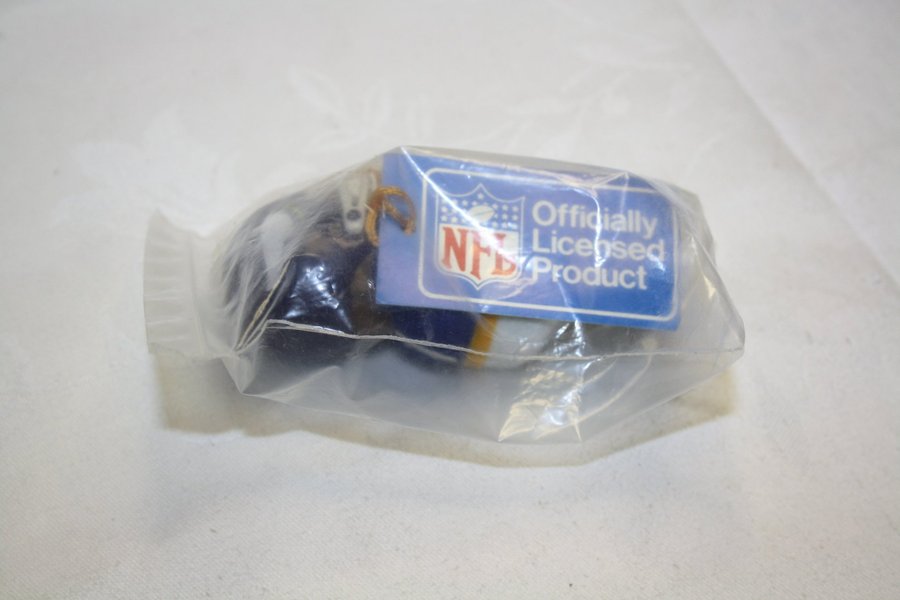 NFL
Officially
Licensed
Product